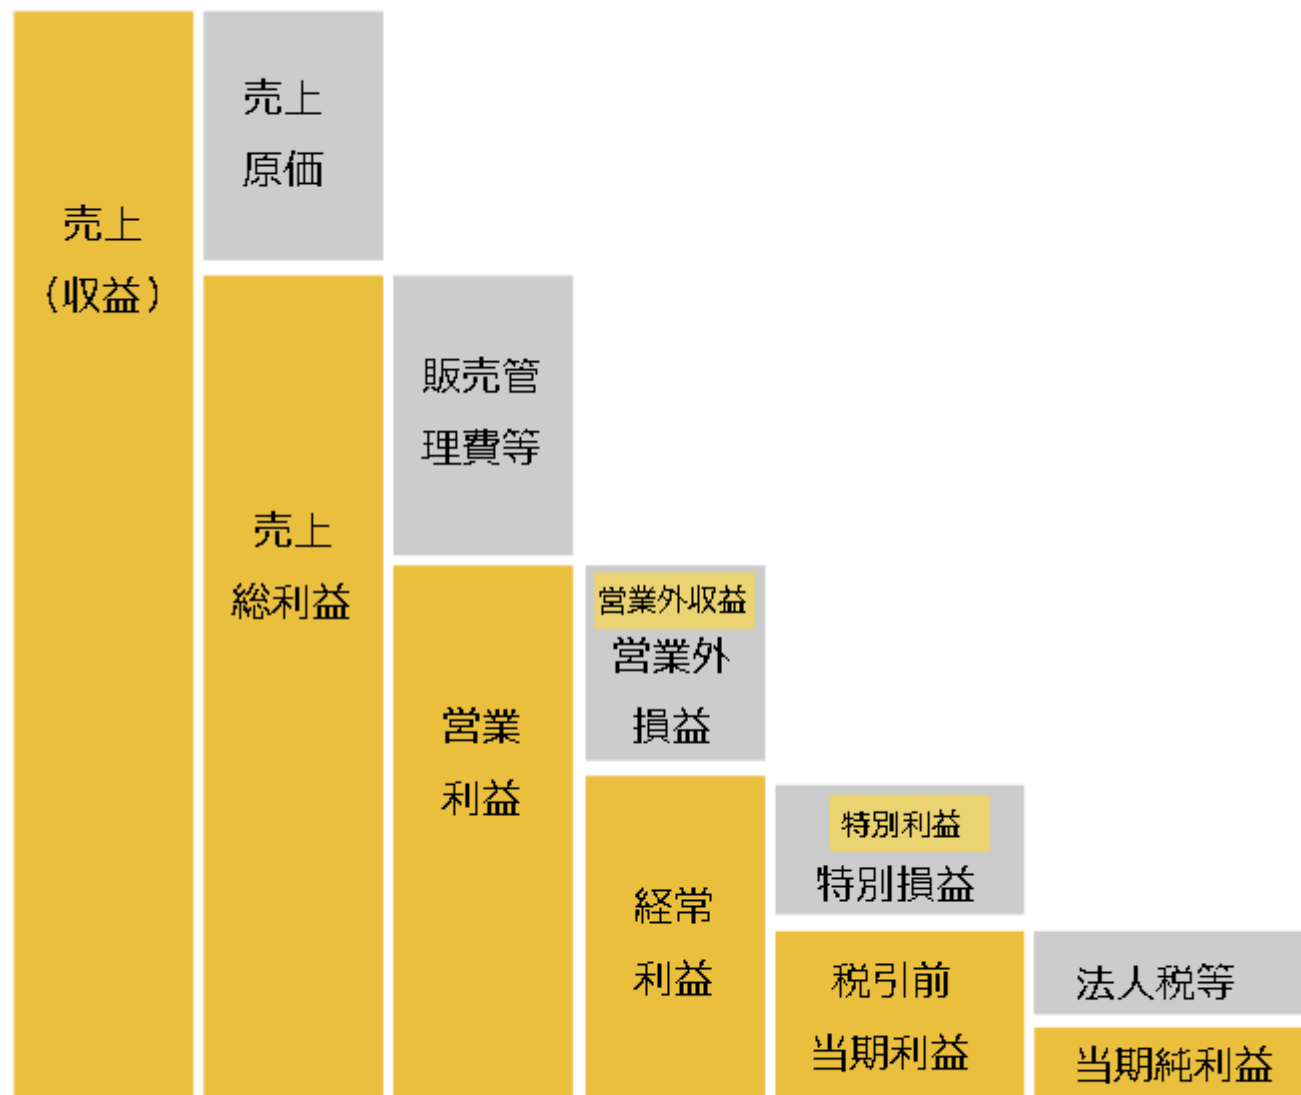 売上
（収益）
売上
原価
売上
総利益
販売管
理費等
営業
利益
営業外収益
営業外
損益
経常
利益
特別利益
特別損益
税引前
当期利益
法人税等
当期純利益